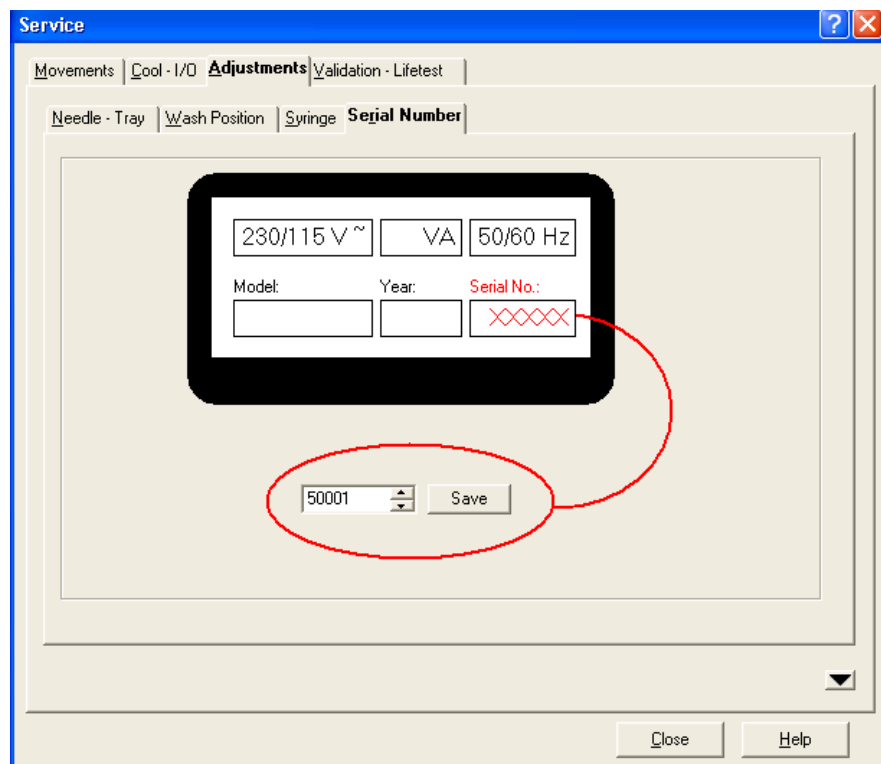 Service
Movements Cool - I/O Adjustments Validation - Lifetest
Needle - Tray Wash Position Syringe Serial Number
230/115 V ~ VA 50/60 Hz
Model: Year: Serial No.:
XXXXXX
50001 Save
Close Help